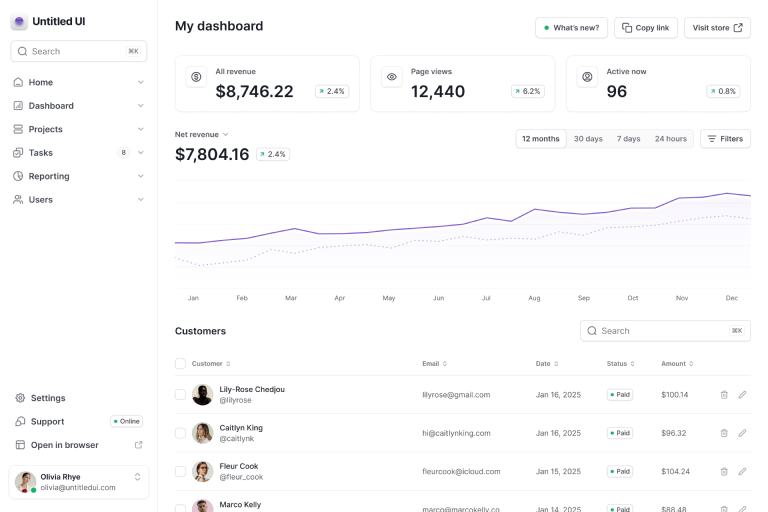 Untitled UI
Search
⌘K
Home
Dashboard
Projects
Tasks
8
Reporting
Users
Settings
Support
Online
Open in browser
Olivia Rhye
olivia@untitledui.com
My dashboard
What's new?
Copy link
Visit store
All revenue
$8,746.22
2.4%
Page views
12,440
6.2%
Active now
96
0.8%
Net revenue
$7,804.16
2.4%
12 months
30 days
7 days
24 hours
Filters
Jan Feb Mar Apr May Jun Jul Aug Sep Oct Nov Dec
Customers
Search
⌘K
Customer Email Date Status Amount
Lily-Rose Chedjou
@lilyrose
lilyrose@gmail.com
Jan 16, 2025
Paid
$100.14
Caitlyn King
@caitlynk
hi@caitlynking.com
Jan 16, 2025
Paid
$96.32
Fleur Cook
@fleur_cook
fleurcook@icloud.com
Jan 15, 2025
Paid
$104.24
Marco Kelly
marco@marcokelly.co
Jan 14, 2025
Paid
$88.48